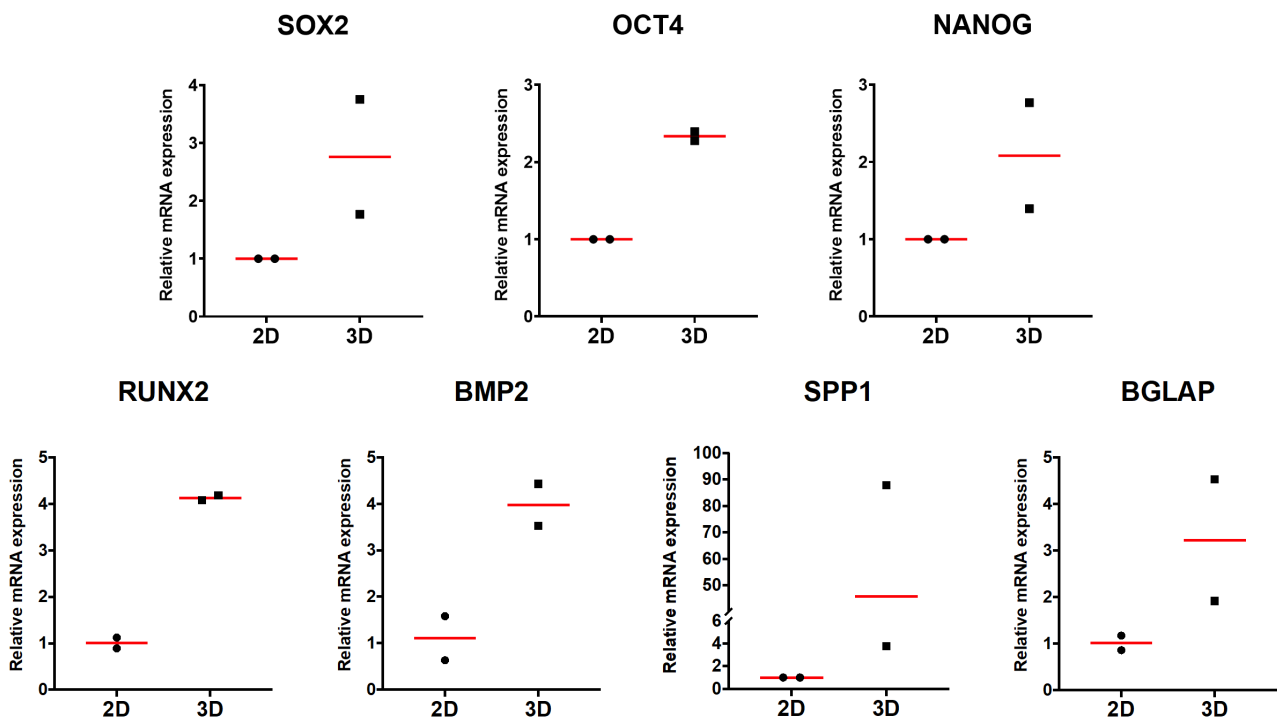 SOX2
OCT4
NANOG
Relative mRNA expression
4
3
2
1
0
2D
3D
Relative mRNA expression
3
2
1
0
2D
3D
Relative mRNA expression
3
2
1
0
2D
3D
RUNX2
BMP2
SPP1
BGLAP
Relative mRNA expression
5
4
3
2
1
0
2D
3D
Relative mRNA expression
5
4
3
2
1
0
2D
3D
Relative mRNA expression
100
90
80
70
60
50
6
4
2
0
2D
3D
Relative mRNA expression
5
4
3
2
1
0
2D
3D